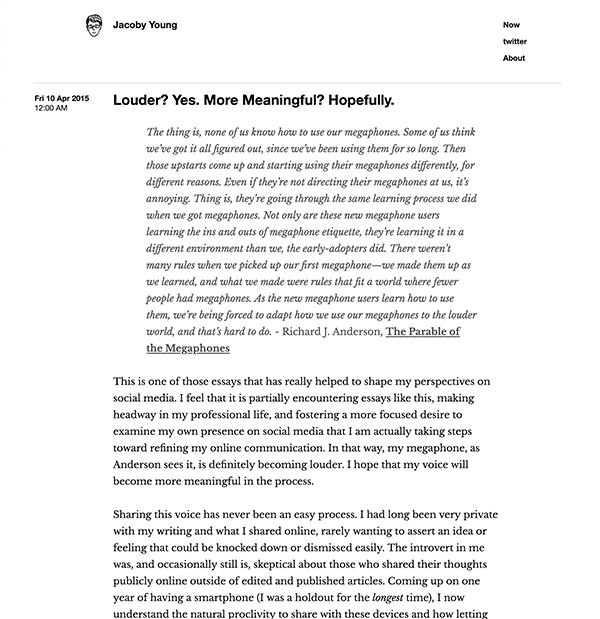 Jacoby Young
Now
twitter
About
Fri 10 Apr 2015
12:00 AM
Louder? Yes. More Meaningful? Hopefully.
The thing is, none of us know how to use our megaphones. Some of us think
we've got it all figured out, since we've been using them for so long. Then
those upstarts come up and starting using their megaphones differently, for
different reasons. Even if they're not directing their megaphones at us, it's
annoying. Thing is, they're going through the same learning process we did
when we got megaphones. Not only are these new megaphone users
learning the ins and outs of megaphone etiquette, they're learning it in a
different environment than we, the early-adopters did. There weren't
many rules when we picked up our first megaphone—we made them up as
we learned, and what we made were rules that fit a world where fewer
people had megaphones. As the new megaphone users learn how to use
them, we're being forced to adapt how we use our megaphones to the louder
world, and that's hard to do. - Richard J. Anderson, The Parable of
the Megaphones
This is one of those essays that has really helped to shape my perspectives on
social media. I feel that it is partially encountering essays like this, making
headway in my professional life, and fostering a more focused desire to
examine my own presence on social media that I am actually taking steps
toward refining my online communication. In that way, my megaphone, as
Anderson sees it, is definitely becoming louder. I hope that my voice will
become more meaningful in the process.
Sharing this voice has never been an easy process. I had long been very private
with my writing and what I shared online, rarely wanting to assert an idea or
feeling that could be knocked down or dismissed easily. The introvert in me
was, and occasionally still is, skeptical about those who shared their thoughts
publicly online outside of edited and published articles. Coming up on one
year of having a smartphone (I was a holdout for the longest time), I now
understand the natural proclivity to share with these devices and how letting